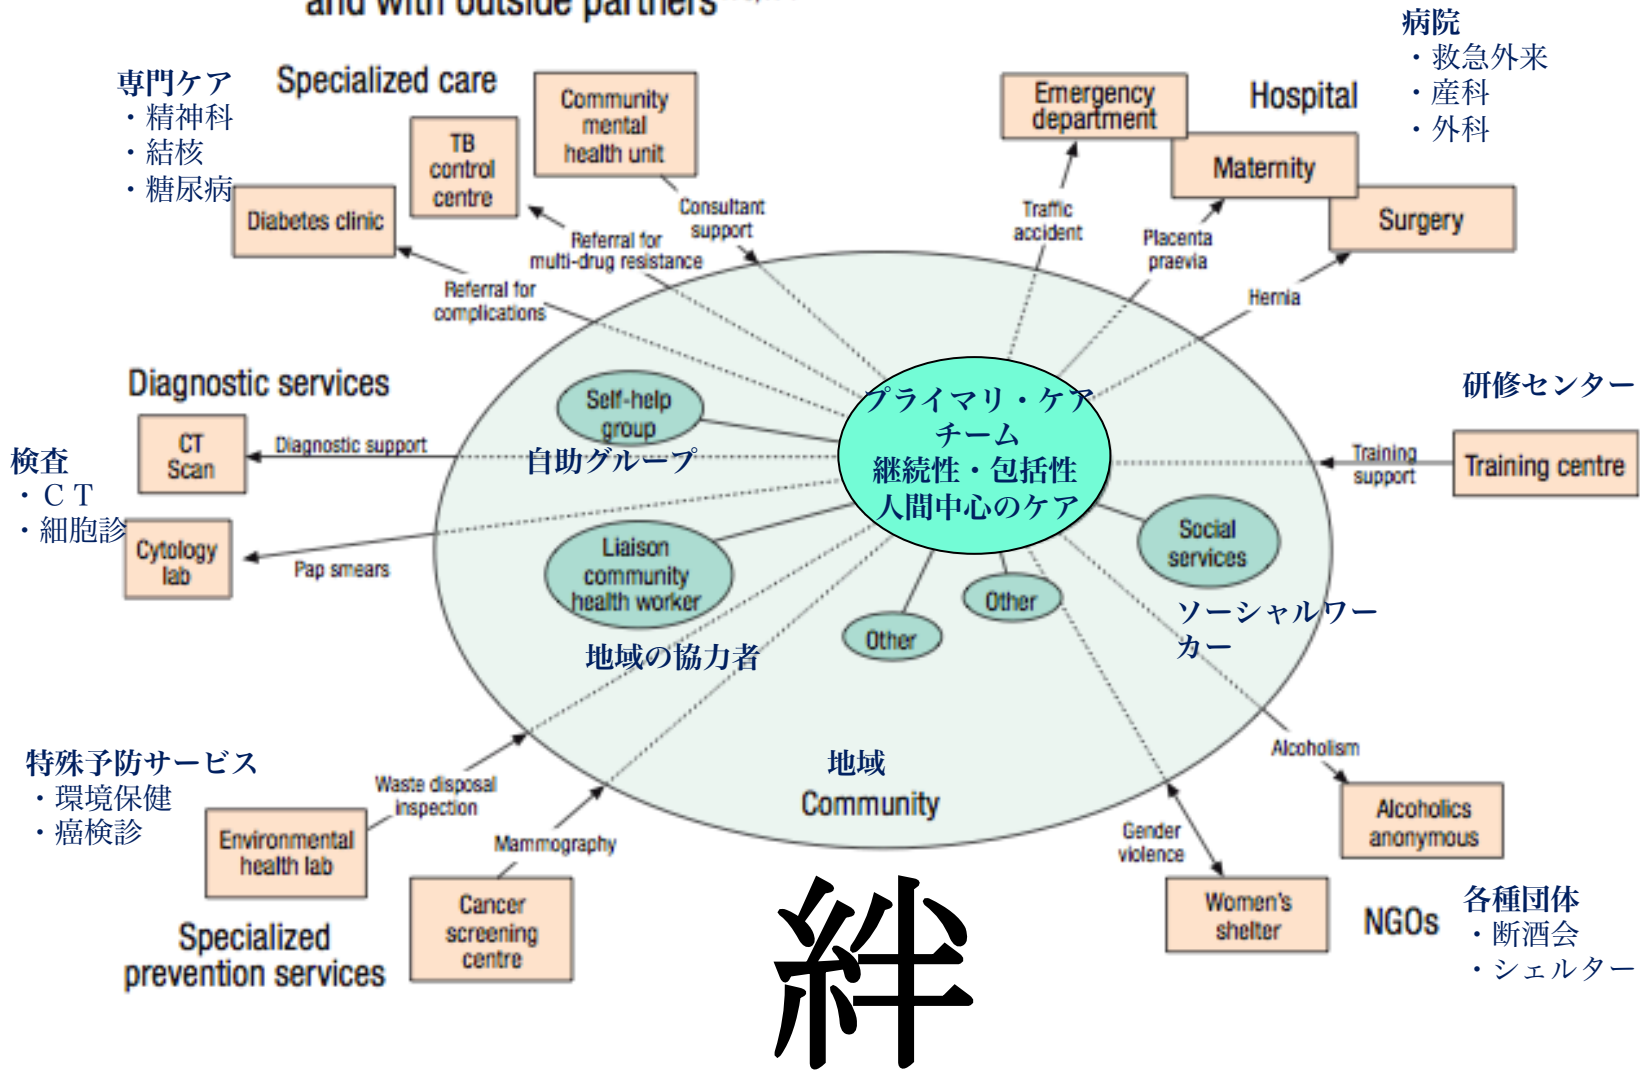 and with outside partners
病院
・救急外来
・産科
・外科
専門ケア
・精神科
・結核
・糖尿病
Specialized care
Community
mental
health unit
TB
control
centre
Diabetes clinic
Emergency
department
Hospital
Maternity
Surgery
Consultant
support
Referral for
multi-drug resistance
Referral for
complications
Traffic
accident
Placenta
praevia
Hernia
Diagnostic services
CT
Scan
Diagnostic support
検査
・ＣＴ
・細胞診
Cytology
lab
Pap smears
Self-help
group
自助グループ
プライマリ・ケア
チーム
継続性・包括性
人間中心のケア
研修センター
Training
support
Training centre
Liaison
community
health worker
地域の協力者
Other
Other
Social
services
ソーシャルワー
カー
地域
Community
特殊予防サービス
・環境保健
・癌検診
Waste disposal
inspection
Environmental
health lab
Mammography
Cancer
screening
centre
Specialized
prevention services
Alcoholism
Alcoholics
anonymous
Gender
violence
Women's
shelter
NGOs
各種団体
・断酒会
・シェルター
絆